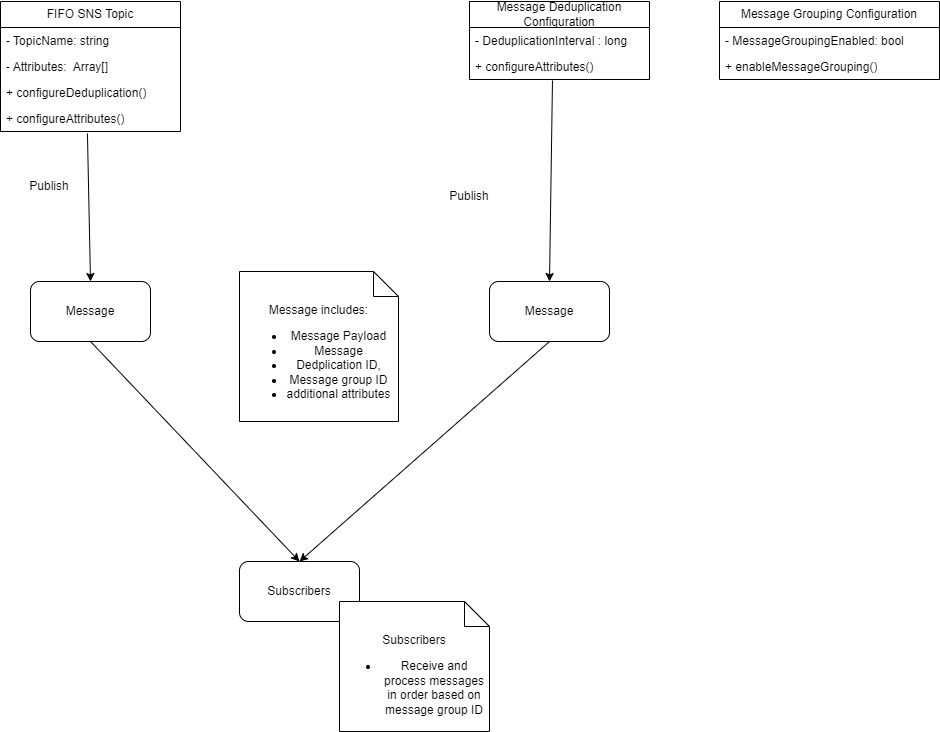 FIFO SNS Topic
- TopicName: string
- Attributes: Array[]
+ configureDeduplication()
+ configureAttributes()
Message Deduplication
Configuration
- DeduplicationInterval : long
+ configureAttributes()
Message Grouping Configuration
- MessageGroupingEnabled: bool
+ enableMessageGrouping()
Publish
Publish
Message
Message includes:
• Message Payload
• Message
• Dedplication ID,
• Message group ID
• additional attributes
Message
Subscribers
Subscribers
• Receive and
process messages
in order based on
message group ID